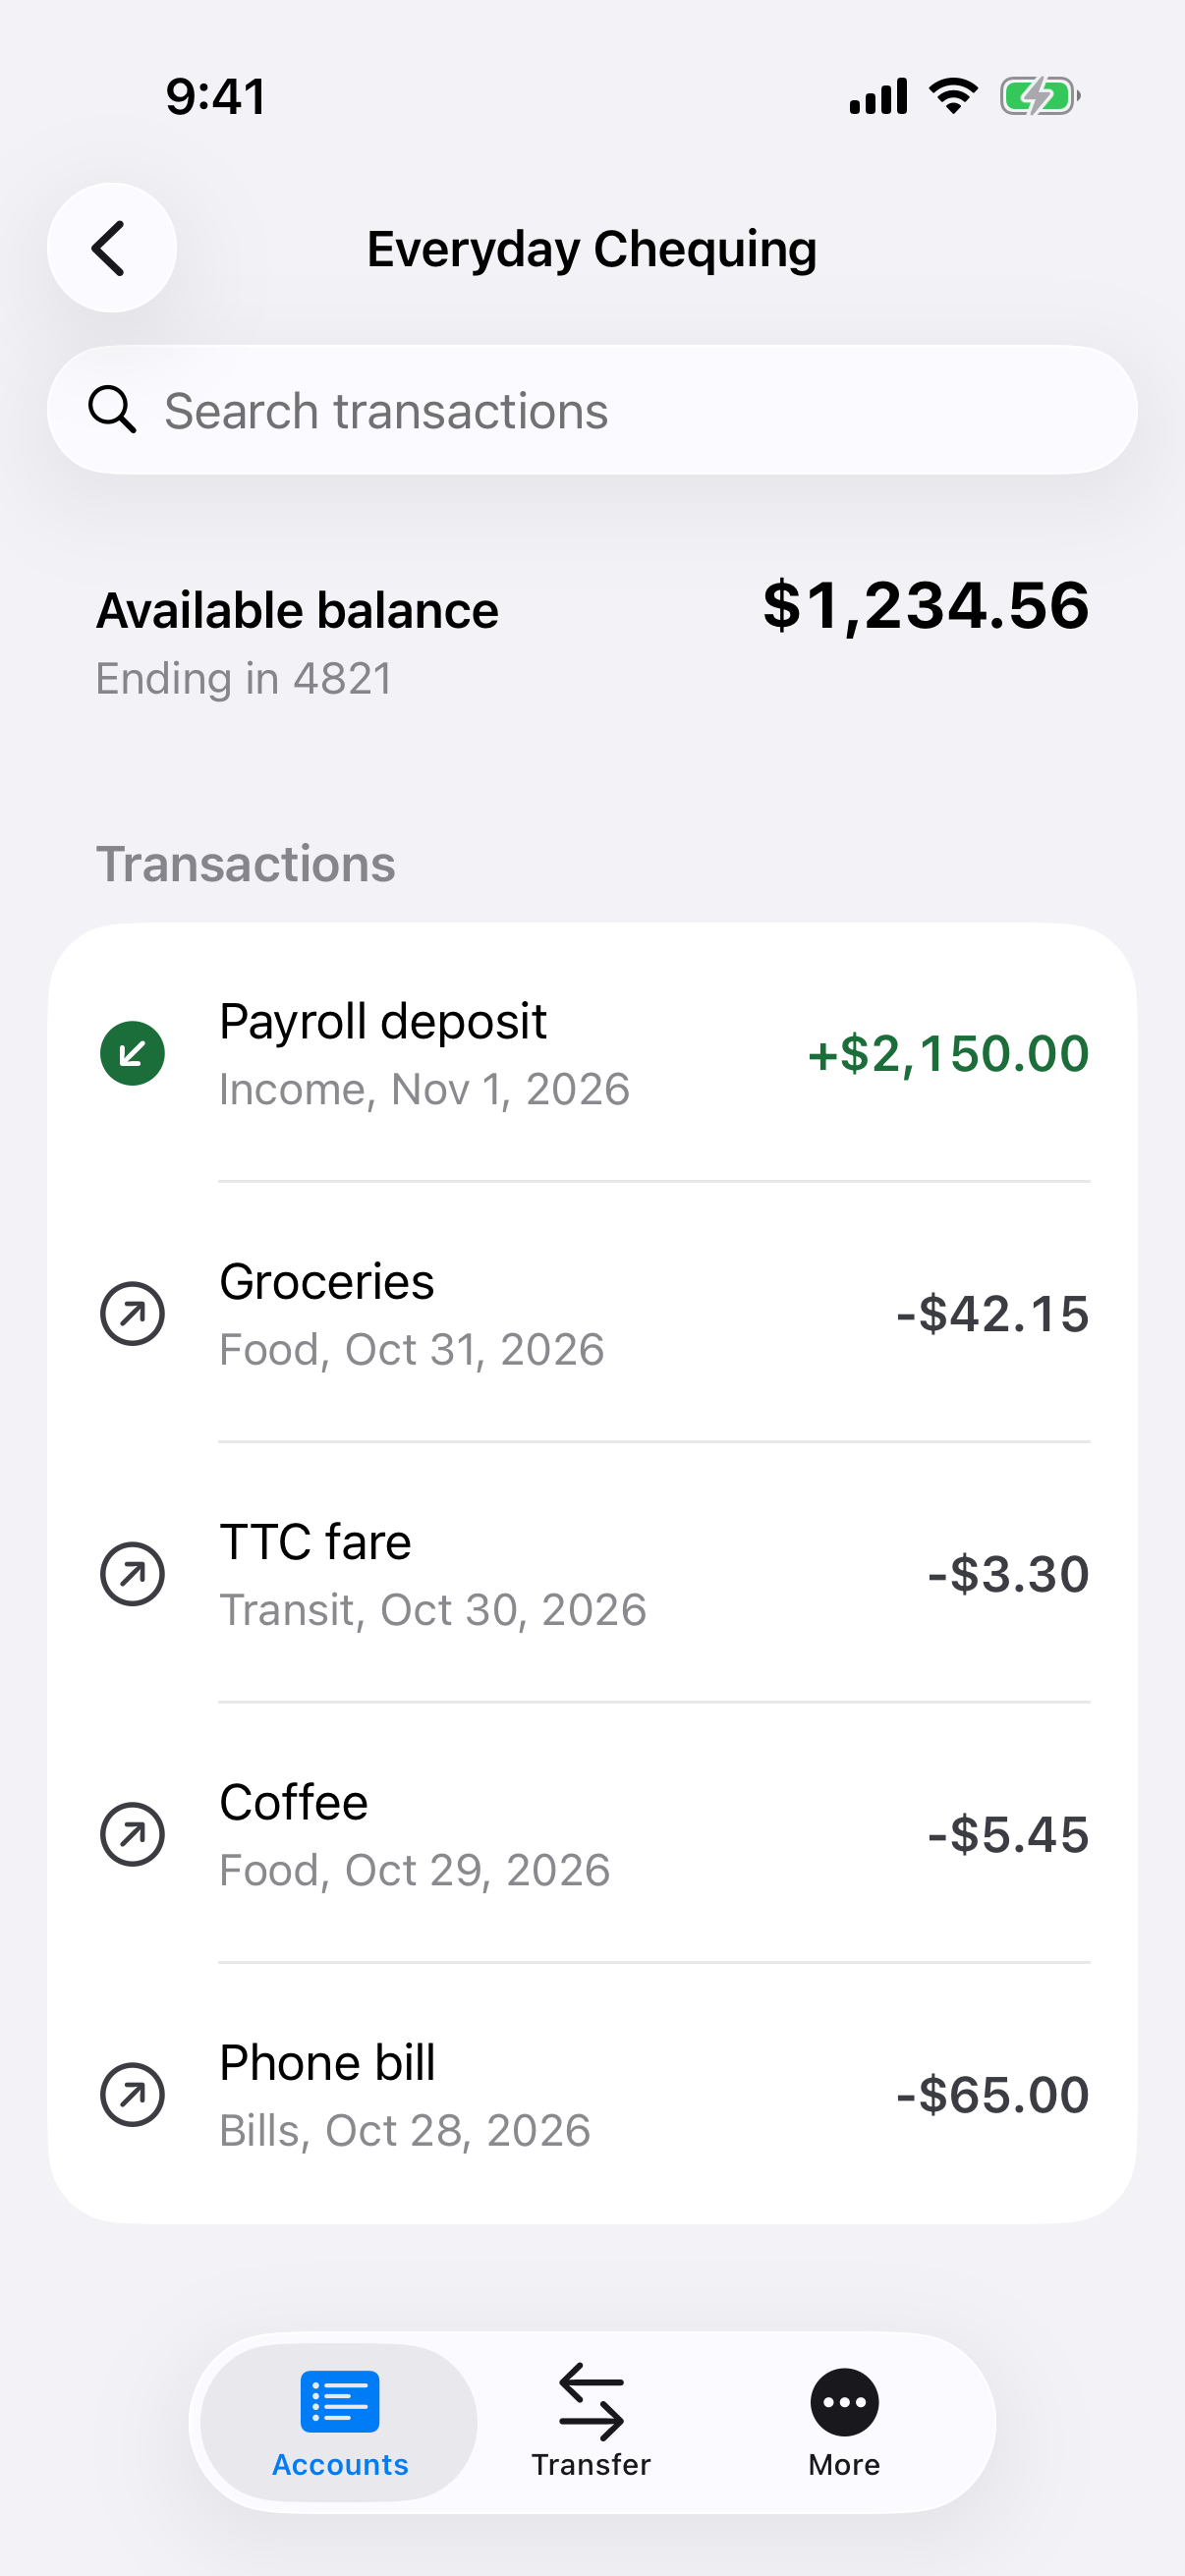 9:41
Everyday Chequing
Search transactions
Available balance
$1,234.56
Ending in 4821
Transactions
Payroll deposit
+$2,150.00
Income, Nov 1, 2026
Groceries
-$42.15
Food, Oct 31, 2026
TTC fare
-$3.30
Transit, Oct 30, 2026
Coffee
-$5.45
Food, Oct 29, 2026
Phone bill
-$65.00
Bills, Oct 28, 2026
Accounts
Transfer
More